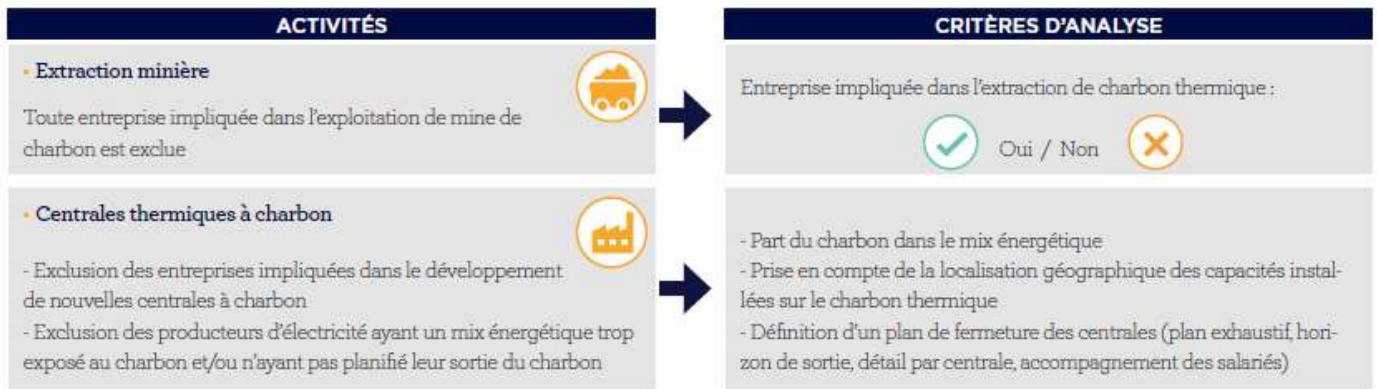 ACTIVITÉS
• Extraction minière
Toute entreprise impliquée dans l'exploitation de mine de
charbon est exclue
• Centrales thermiques à charbon
- Exclusion des entreprises impliquées dans le développement
de nouvelles centrales à charbon
- Exclusion des producteurs d'électricité ayant un mix énergétique trop
exposé au charbon et/ou n'ayant pas planifié leur sortie du charbon
CRITÈRES D'ANALYSE
Entreprise impliquée dans l'extraction de charbon thermique :
Oui / Non
- Part du charbon dans le mix énergétique
- Prise en compte de la localisation géographique des capacités instal-
lées sur le charbon thermique
- Définition d'un plan de fermeture des centrales (plan exhaustif, hori-
zon de sortie, détail par centrale, accompagnement des salariés)